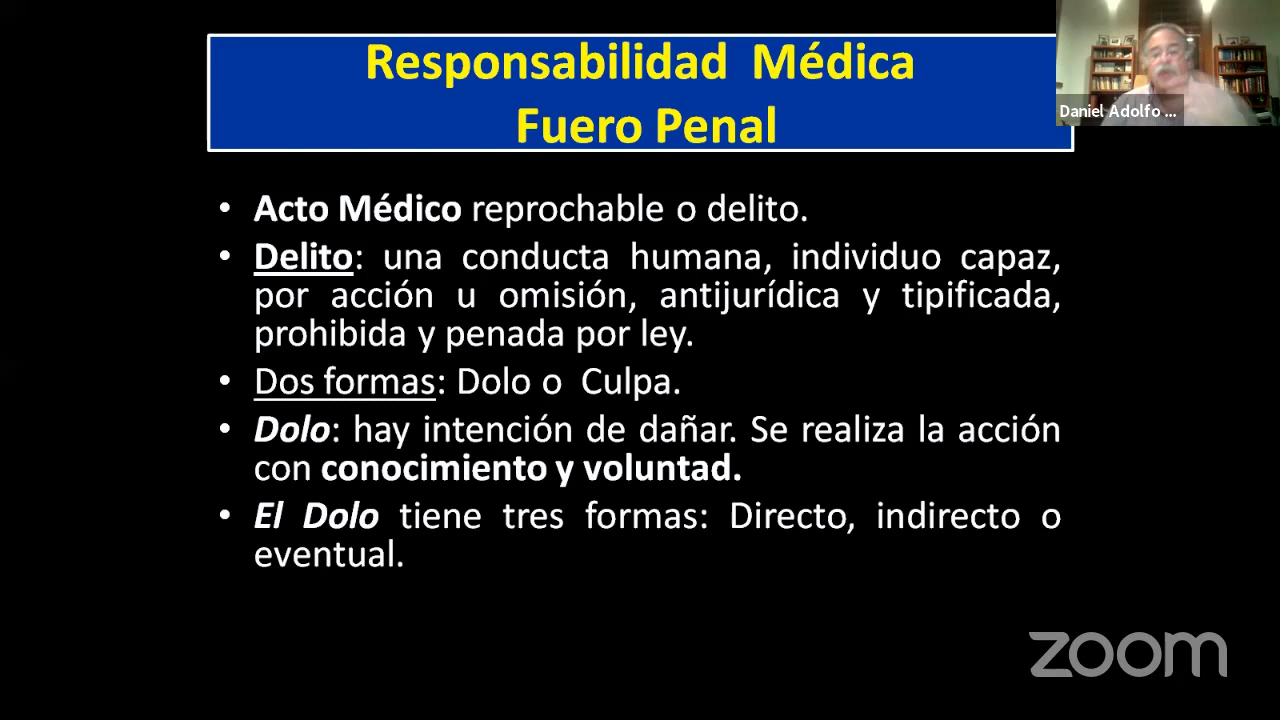 Responsabilidad Médica
Fuero Penal
Daniel Adolfo ...
• Acto Médico reprochable o delito.
• Delito: una conducta humana, individuo capaz,
por acción u omisión, antijurídica y tipificada,
prohibida y penada por ley.
• Dos formas: Dolo o Culpa.
• Dolo: hay intención de dañar. Se realiza la acción
con conocimiento y voluntad.
• El Dolo tiene tres formas: Directo, indirecto o
eventual.
zoom